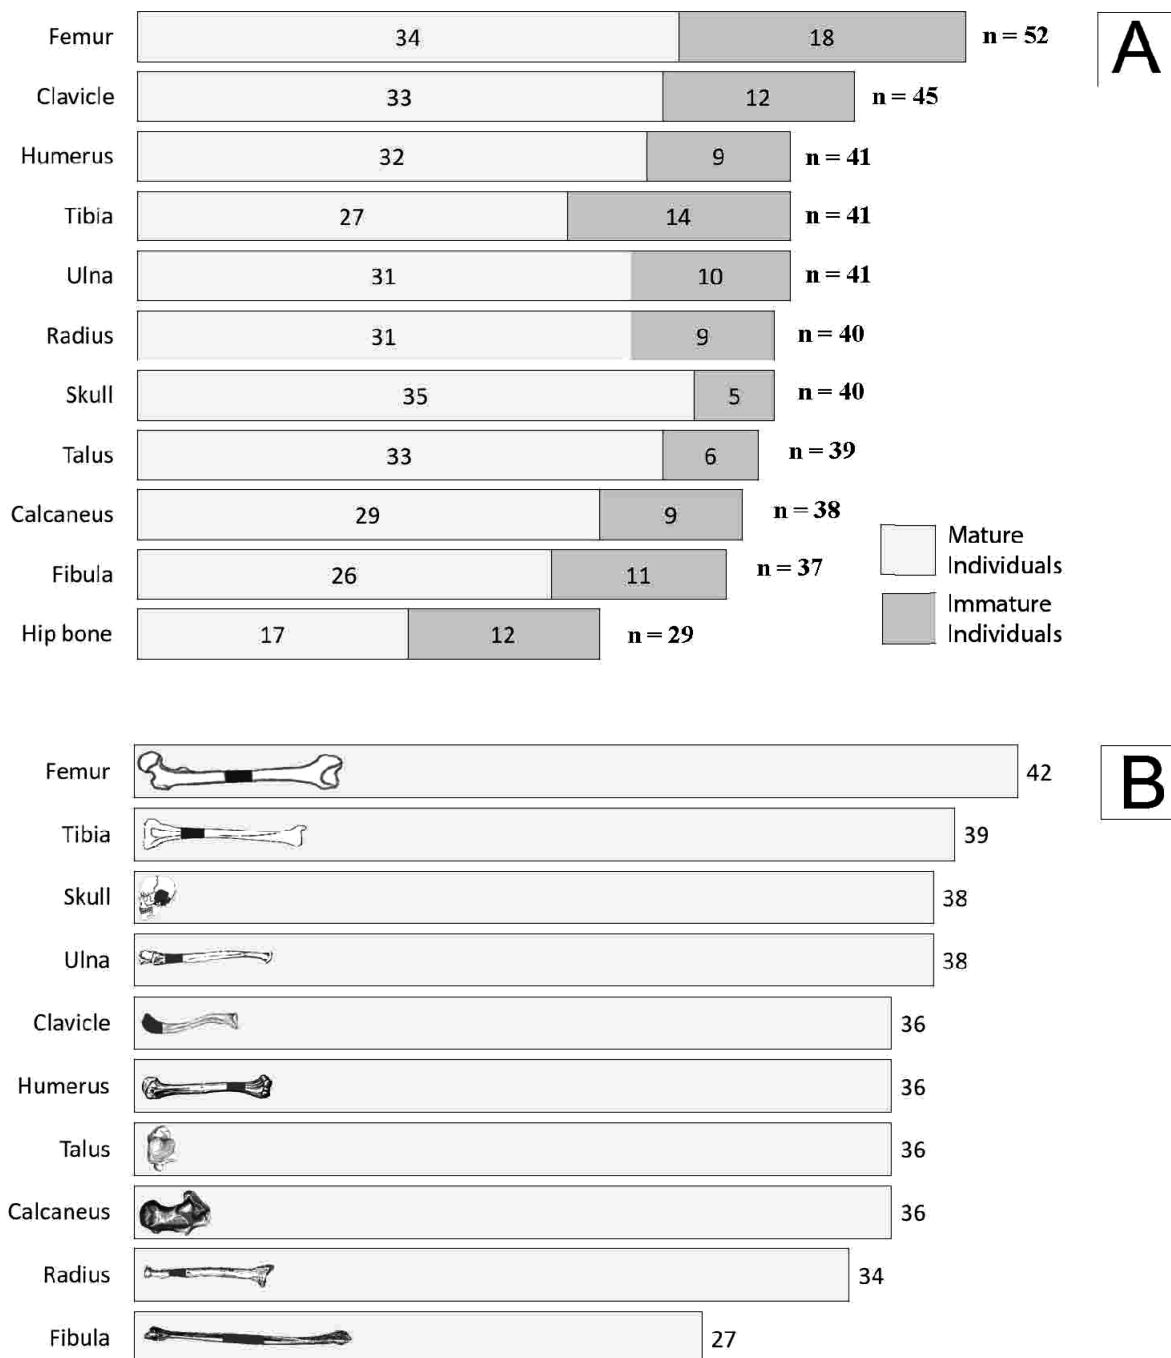 Femur 34 18 n = 52
A
Clavicle 33 12 n = 45
Humerus 32 9 n = 41
Tibia 27 14 n = 41
Ulna 31 10 n = 41
Radius 31 9 n = 40
Skull 35 5 n = 40
Talus 33 6 n = 39
Calcaneus 29 9 n = 38
Fibula 26 11 n = 37
Hip bone 17 12 n = 29
Mature
Individuals
Immature
Individuals
B
Femur 42
Tibia 39
Skull 38
Ulna 38
Clavicle 36
Humerus 36
Talus 36
Calcaneus 36
Radius 34
Fibula 27